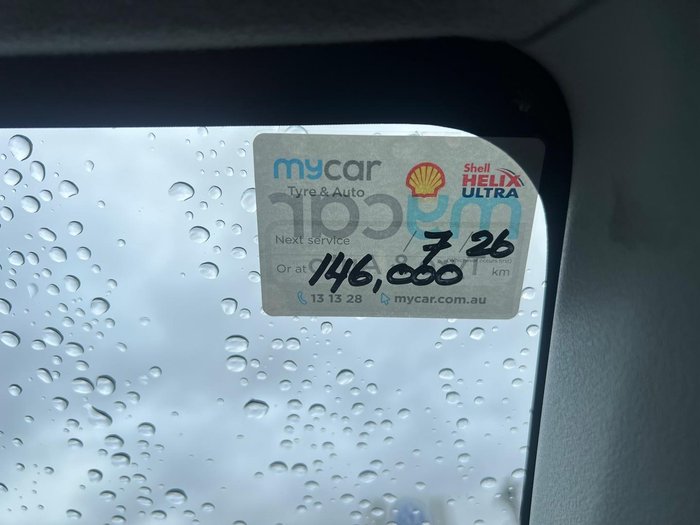 mycar
Tyre & Auto
Shell
HELIX
ULTRA
Next service / 7 26
Or at 146,000 km
13 13 28 mycar.com.au